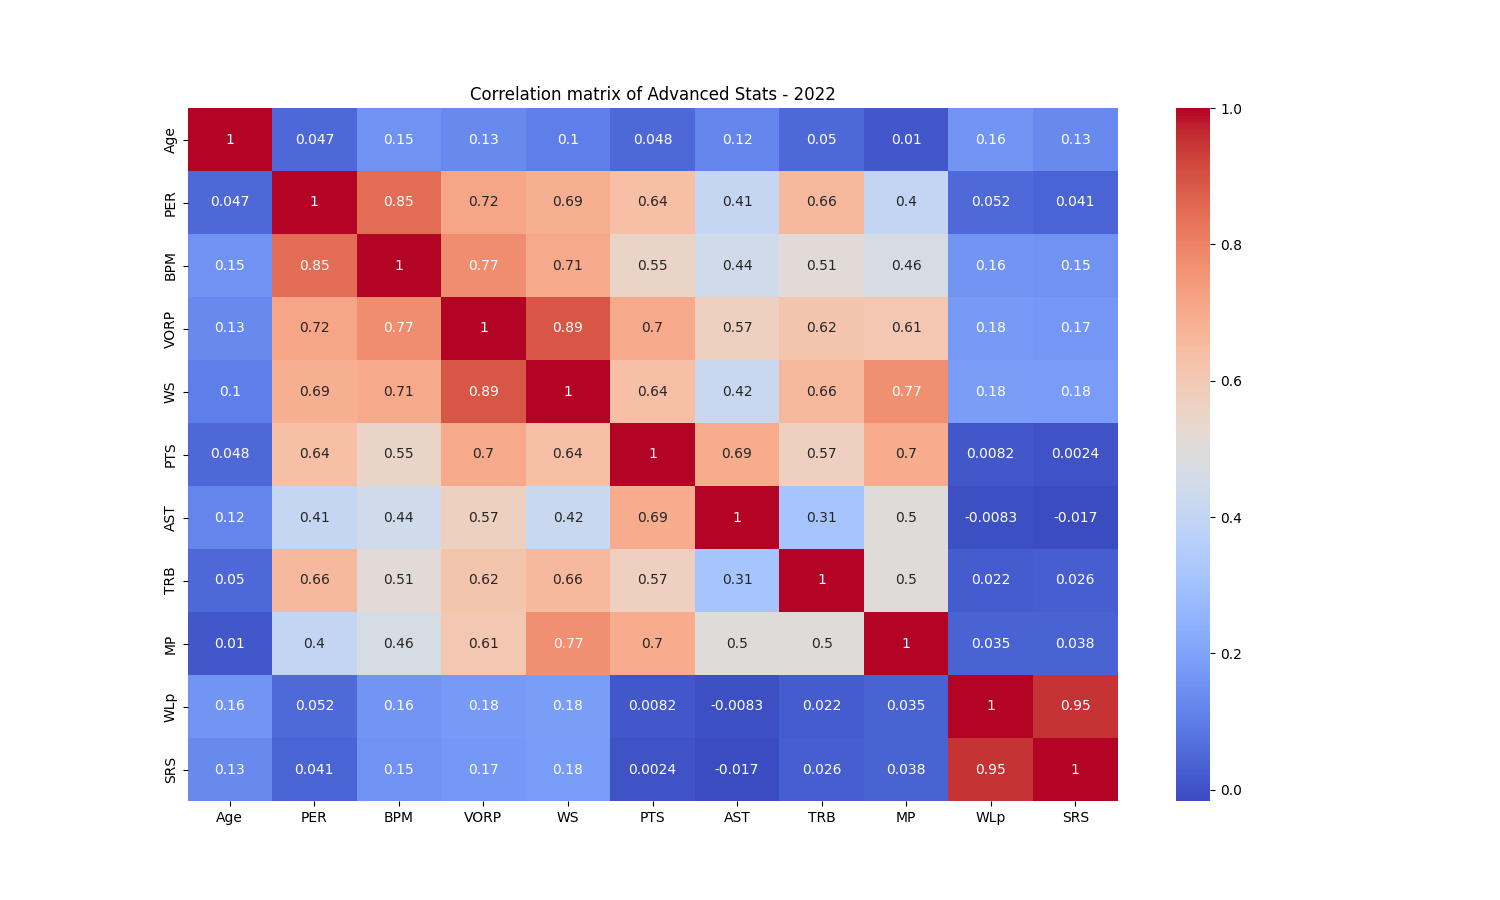 Correlation matrix of Advanced Stats - 2022
Age 1 0.047 0.15 0.13 0.1 0.048 0.12 0.05 0.01 0.16 0.13
PER 0.047 1 0.85 0.72 0.69 0.64 0.41 0.66 0.4 0.052 0.041
BPM 0.15 0.85 1 0.77 0.71 0.55 0.44 0.51 0.46 0.16 0.15
VORP 0.13 0.72 0.77 1 0.89 0.7 0.57 0.62 0.61 0.18 0.17
WS 0.1 0.69 0.71 0.89 1 0.64 0.42 0.66 0.77 0.18 0.18
PTS 0.048 0.64 0.55 0.7 0.64 1 0.69 0.57 0.7 0.0082 0.0024
AST 0.12 0.41 0.44 0.57 0.42 0.69 1 0.31 0.5 -0.0083 -0.017
TRB 0.05 0.66 0.51 0.62 0.66 0.57 0.31 1 0.5 0.022 0.026
MP 0.01 0.4 0.46 0.61 0.77 0.7 0.5 0.5 1 0.035 0.038
WLp 0.16 0.052 0.16 0.18 0.18 0.0082 -0.0083 0.022 0.035 1 0.95
SRS 0.13 0.041 0.15 0.17 0.18 0.0024 -0.017 0.026 0.038 0.95 1
Age PER BPM VORP WS PTS AST TRB MP WLp SRS
1.0
0.8
0.6
0.4
0.2
0.0